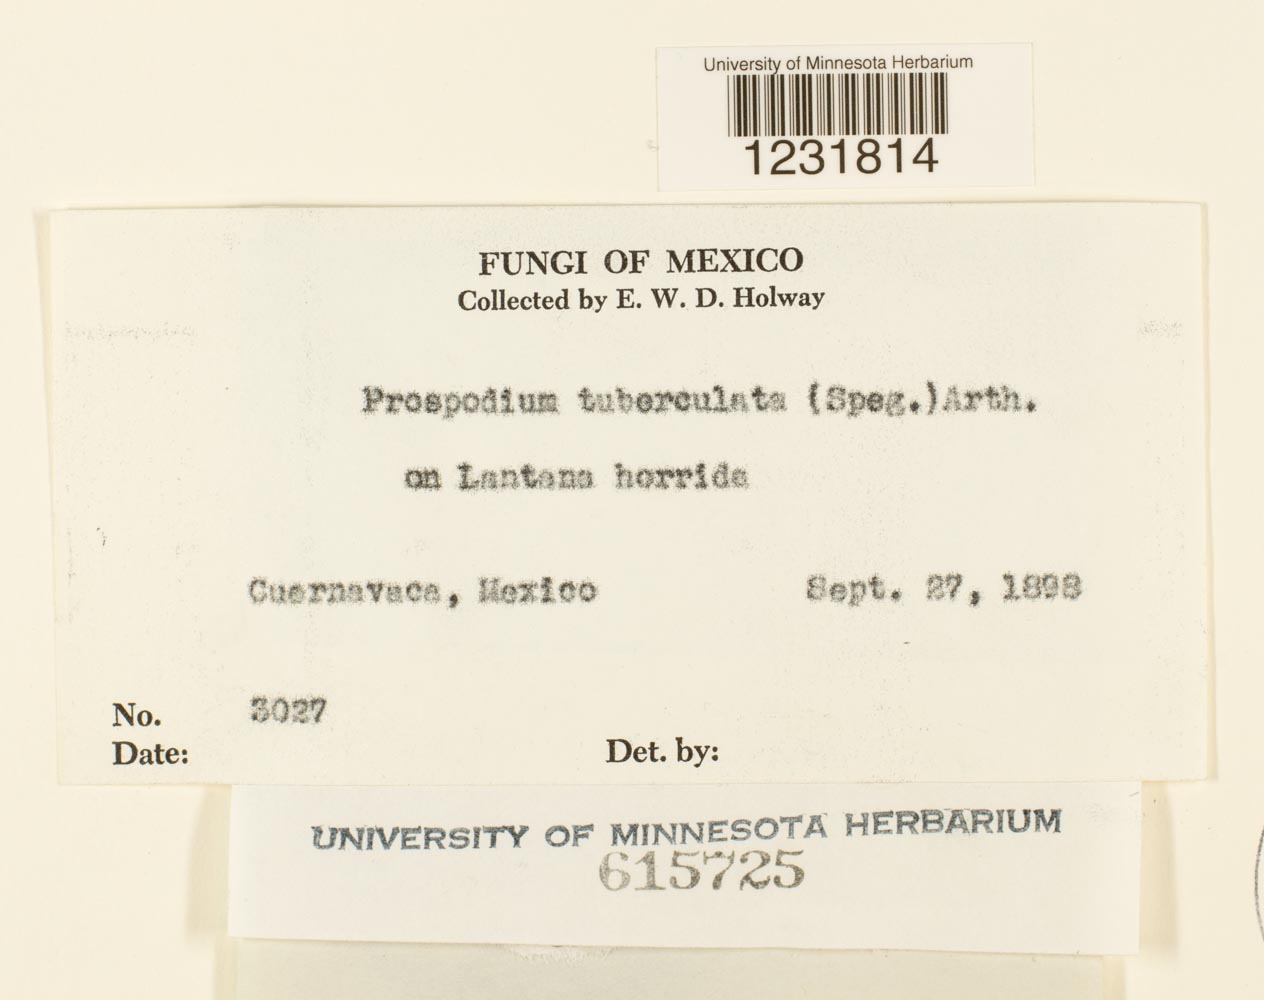 University of Minnesota Herbarium
1231814
FUNGI OF MEXICO
Collected by E. W. D. Holway
Prospodium tuberculata (Speg.)Arth.
on Lantana horrida
Cuernavaca, Mexico Sept. 27, 1898
No. 3027
Date: Det. by:
UNIVERSITY OF MINNESOTA HERBARIUM
615725